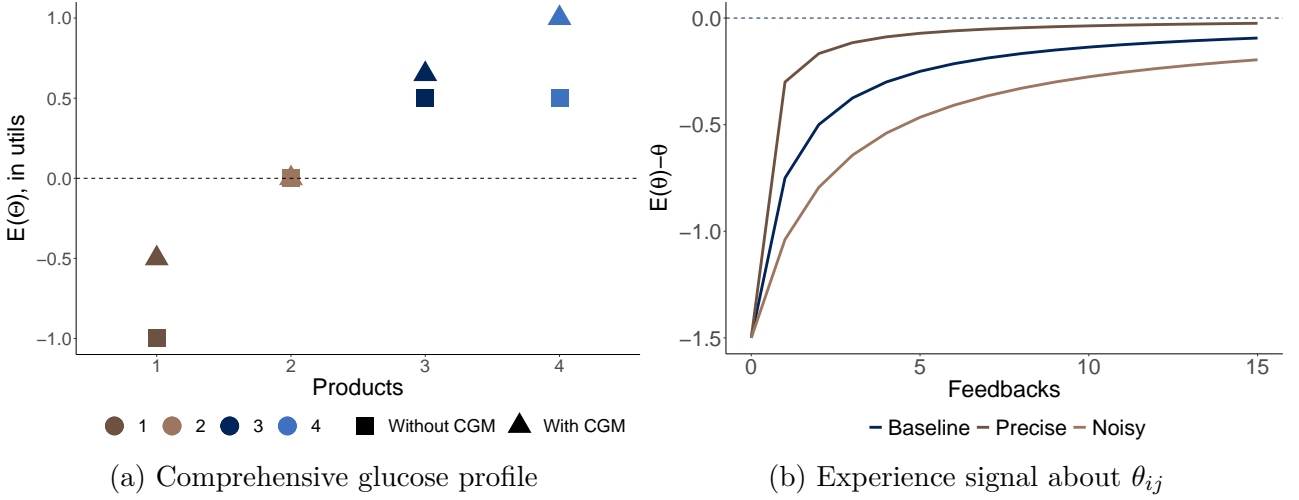 E(Θ), in utils
1.0
0.5
0.0
−0.5
−1.0
1 2 3 4
Products
1 2 3 4 Without CGM With CGM
(a) Comprehensive glucose profile
E(θ)−θ
0.0
−0.5
−1.0
−1.5
0 5 10 15
Feedbacks
Baseline Precise Noisy
(b) Experience signal about θij